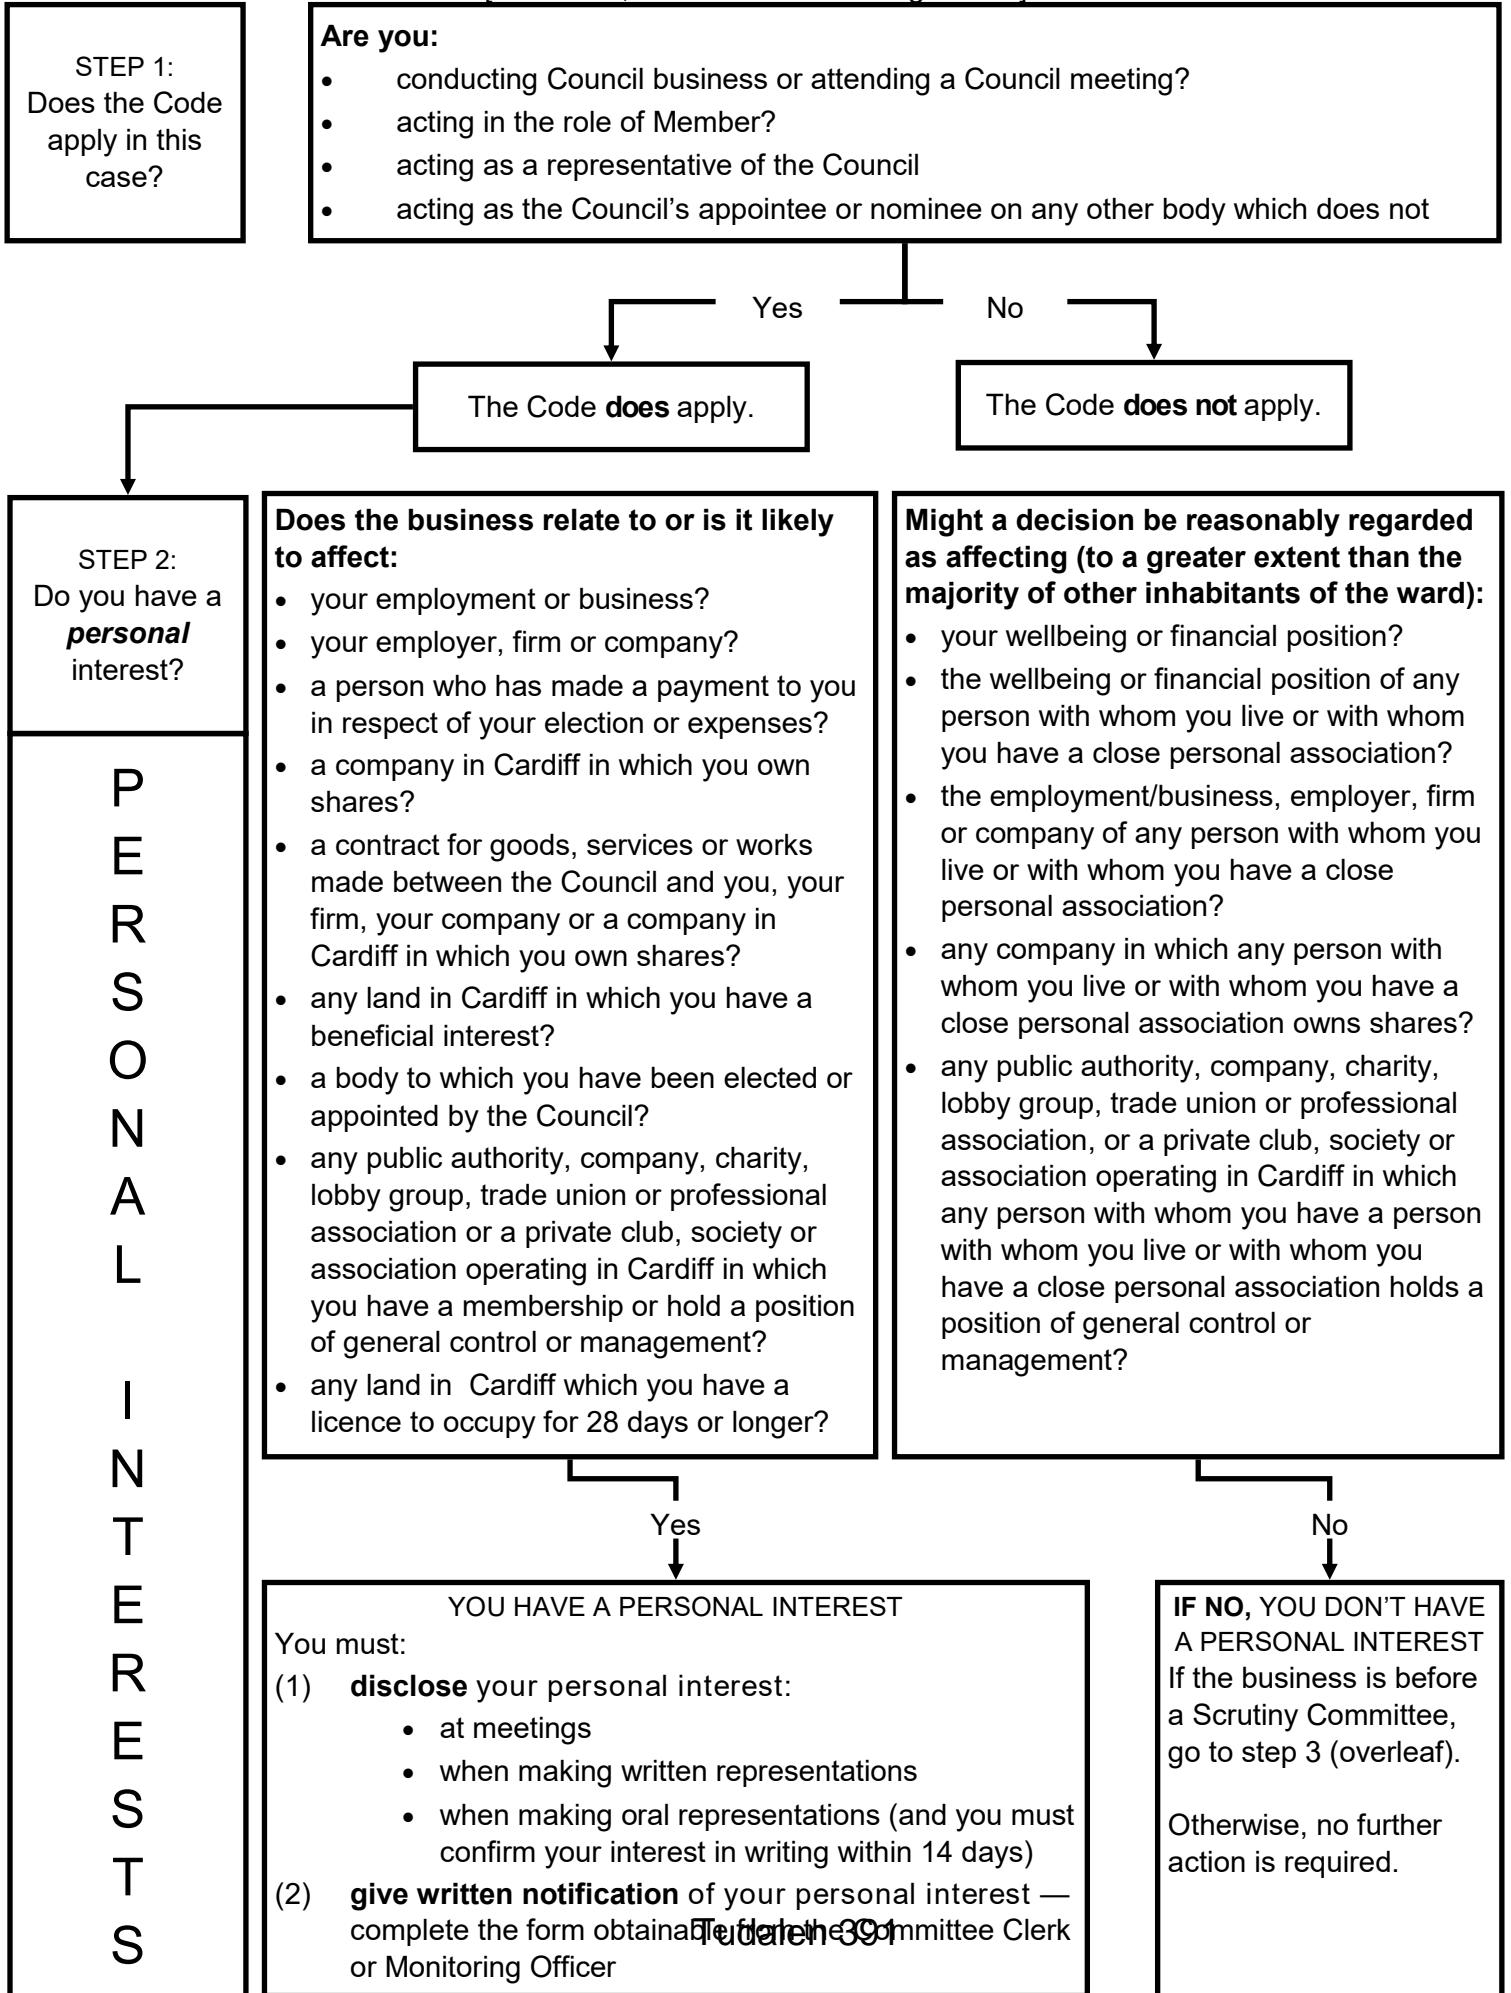 STEP 1:
Does the Code
apply in this
case?
Are you:
• conducting Council business or attending a Council meeting?
• acting in the role of Member?
• acting as a representative of the Council
• acting as the Council’s appointee or nominee on any other body which does not
Yes
No
The Code does apply.
The Code does not apply.
STEP 2:
Do you have a
personal
interest?
P
E
R
S
O
N
A
L
I
N
T
E
R
E
S
T
S
Does the business relate to or is it likely
to affect:
• your employment or business?
• your employer, firm or company?
• a person who has made a payment to you
in respect of your election or expenses?
• a company in Cardiff in which you own
shares?
• a contract for goods, services or works
made between the Council and you, your
firm, your company or a company in
Cardiff in which you own shares?
• any land in Cardiff in which you have a
beneficial interest?
• a body to which you have been elected or
appointed by the Council?
• any public authority, company, charity,
lobby group, trade union or professional
association or a private club, society or
association operating in Cardiff in which
you have a membership or hold a position
of general control or management?
• any land in Cardiff which you have a
licence to occupy for 28 days or longer?
Might a decision be reasonably regarded
as affecting (to a greater extent than the
majority of other inhabitants of the ward):
• your wellbeing or financial position?
• the wellbeing or financial position of any
person with whom you live or with whom
you have a close personal association?
• the employment/business, employer, firm
or company of any person with whom you
live or with whom you have a close
personal association?
• any company in which any person with
whom you live or with whom you have a
close personal association owns shares?
• any public authority, company, charity,
lobby group, trade union or professional
association, or a private club, society or
association operating in Cardiff in which
any person with whom you have a person
with whom you live or with whom you
have a close personal association holds a
position of general control or
management?
Yes
No
YOU HAVE A PERSONAL INTEREST
You must:
(1) disclose your personal interest:
• at meetings
• when making written representations
• when making oral representations (and you must
confirm your interest in writing within 14 days)
(2) give written notification of your personal interest —
complete the form obtainable from the Committee Clerk
or Monitoring Officer
Tudalen 391
IF NO, YOU DON’T HAVE
A PERSONAL INTEREST
If the business is before
a Scrutiny Committee,
go to step 3 (overleaf).
Otherwise, no further
action is required.